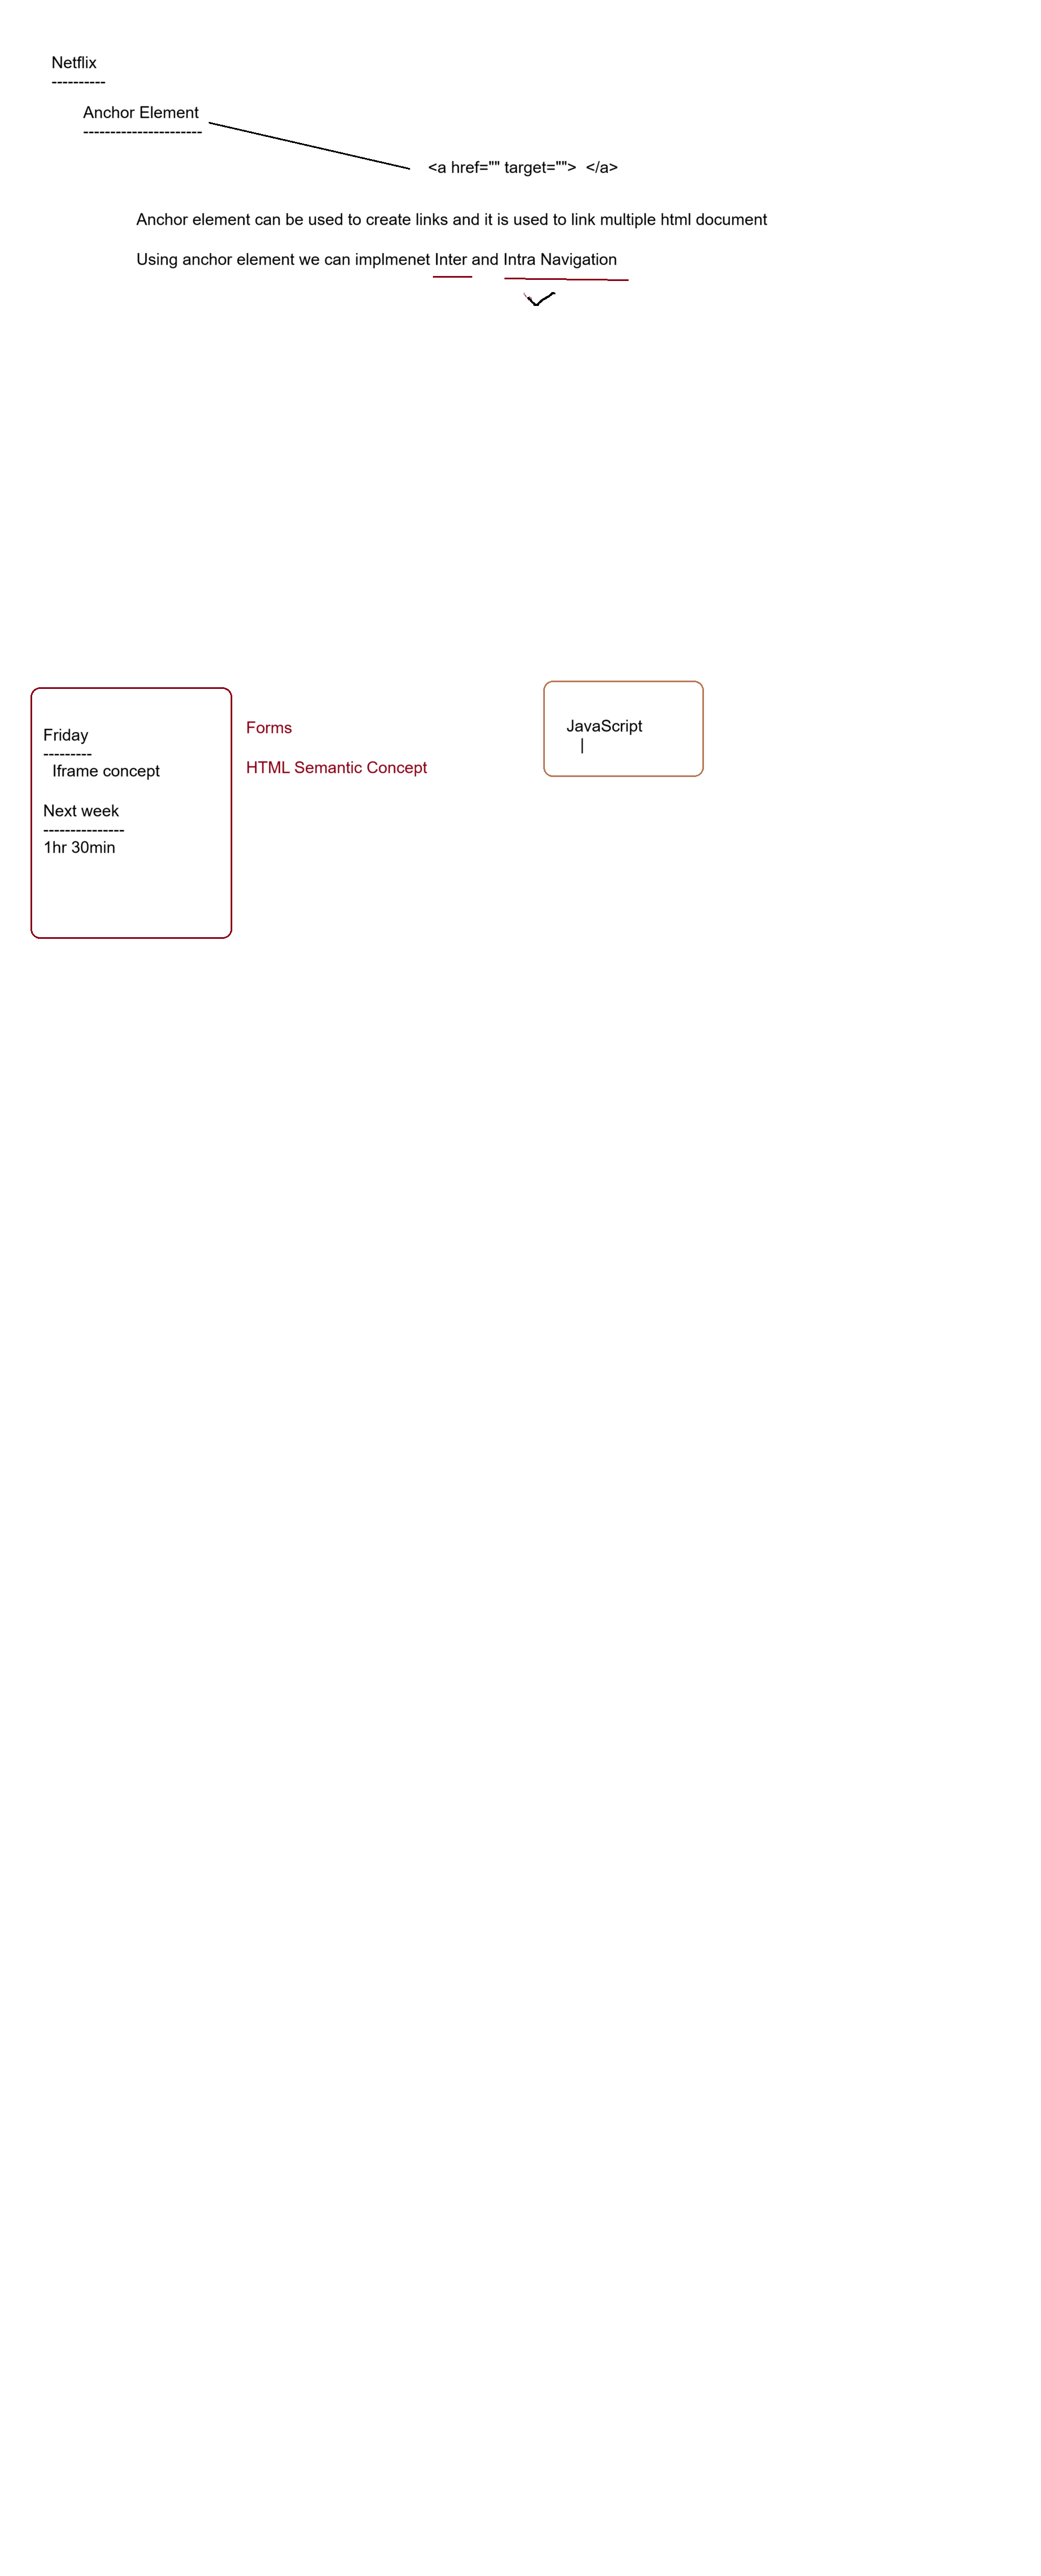 Netflix
----------
Anchor Element
----------------------
<a href="" target="">  </a>
Anchor element can be used to create links and it is used to link multiple html document
Using anchor element we can implmenet Inter and Intra Navigation
Friday
---------
Iframe concept
Next week
---------------
1hr 30min
Forms
HTML Semantic Concept
JavaScript
|